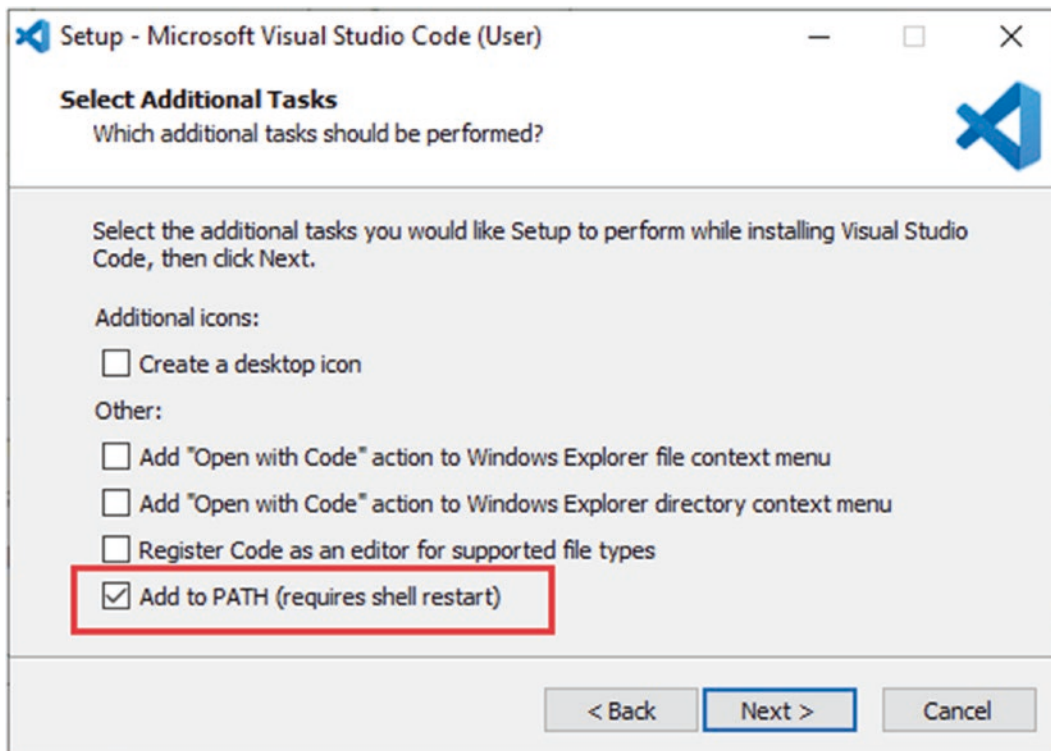 Setup - Microsoft Visual Studio Code (User)
Select Additional Tasks
Which additional tasks should be performed?
Select the additional tasks you would like Setup to perform while installing Visual Studio
Code, then click Next.
Additional icons:
Create a desktop icon
Other:
Add "Open with Code" action to Windows Explorer file context menu
Add "Open with Code" action to Windows Explorer directory context menu
Register Code as an editor for supported file types
Add to PATH (requires shell restart)
< Back Next > Cancel